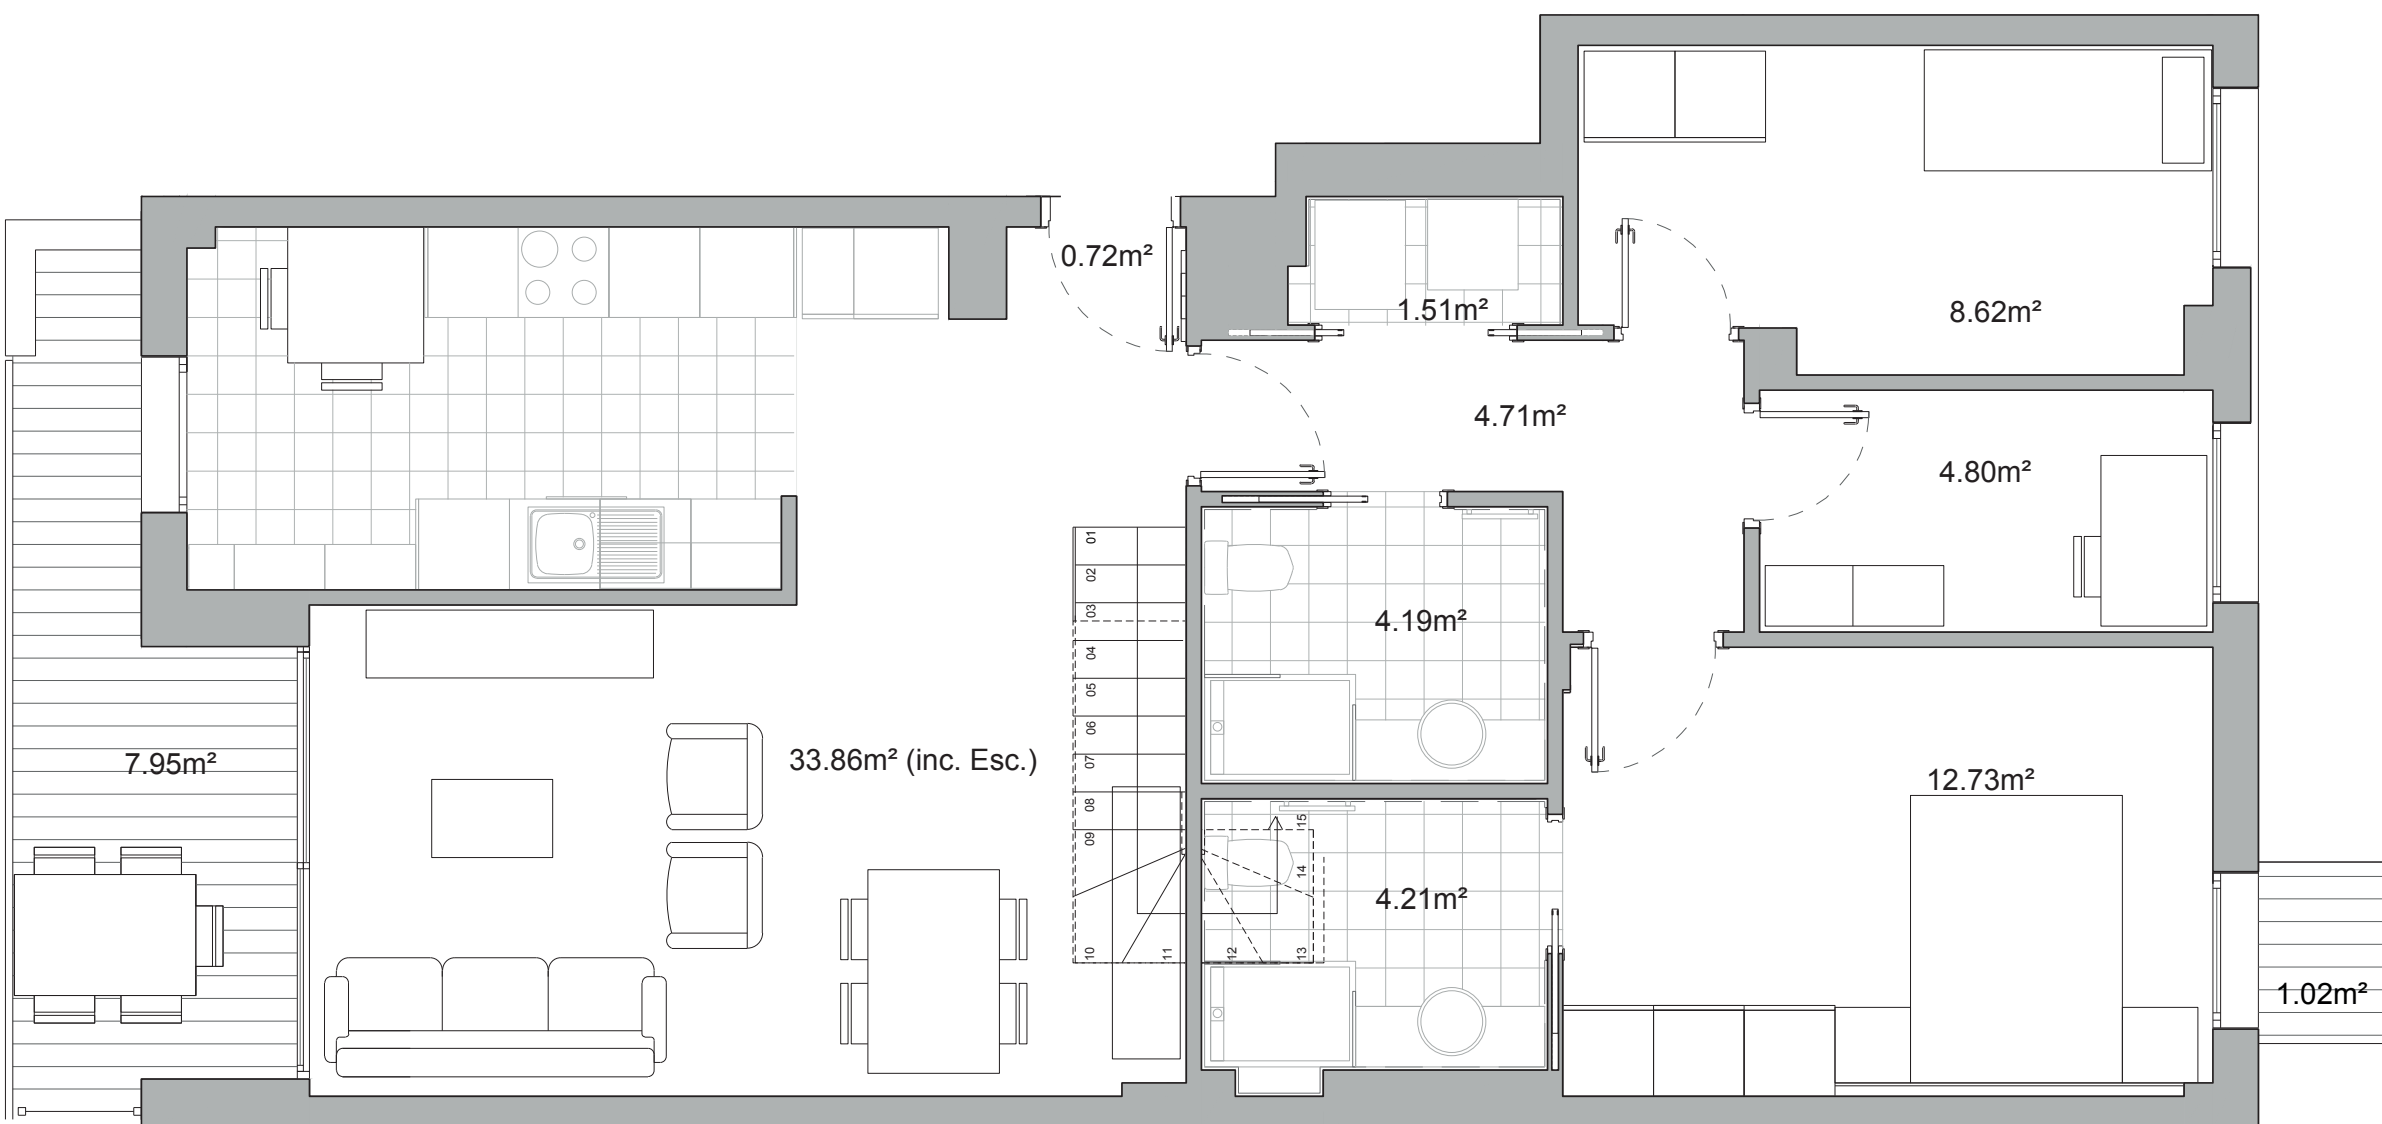 0.72m²
1.51m²
8.62m²
4.71m²
4.80m²
4.19m²
7.95m²
33.86m² (inc. Esc.)
12.73m²
4.21m²
1.02m²
01
02
03
04
05
06
07
08
09
10
11
12
13
14
15